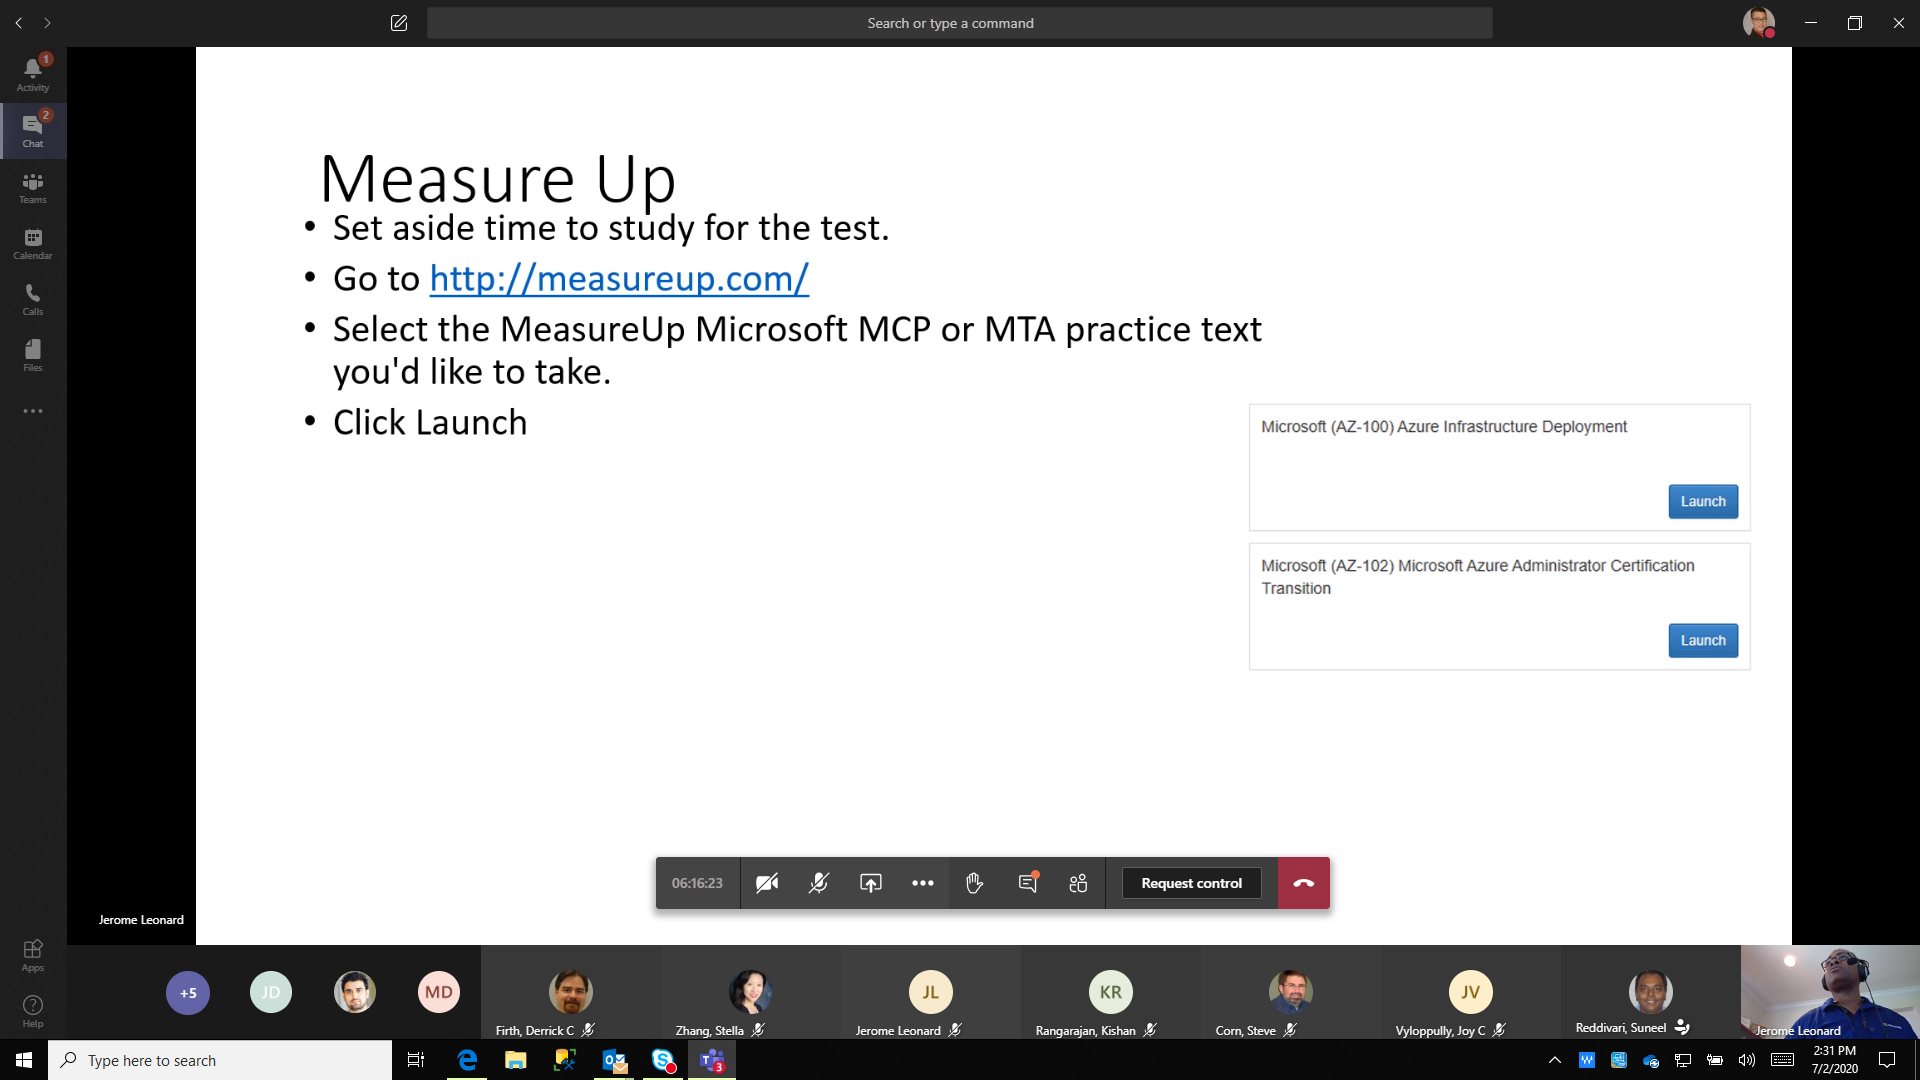 Search or type a command
1
Activity
2
Chat
Teams
Calendar
Calls
Files
Apps
Help
Measure Up
• Set aside time to study for the test.
• Go to http://measureup.com/
• Select the MeasureUp Microsoft MCP or MTA practice text
you'd like to take.
• Click Launch
Microsoft (AZ-100) Azure Infrastructure Deployment
Launch
Microsoft (AZ-102) Microsoft Azure Administrator Certification
Transition
Launch
06:16:23
Request control
Jerome Leonard
+5
JD
MD
JL
KR
JV
Firth, Derrick C
Zhang, Stella
Jerome Leonard
Rangarajan, Kishan
Corn, Steve
Vyloppully, Joy C
Reddivari, Suneel
Jerome Leonard
Type here to search
3
2:31 PM
7/2/2020